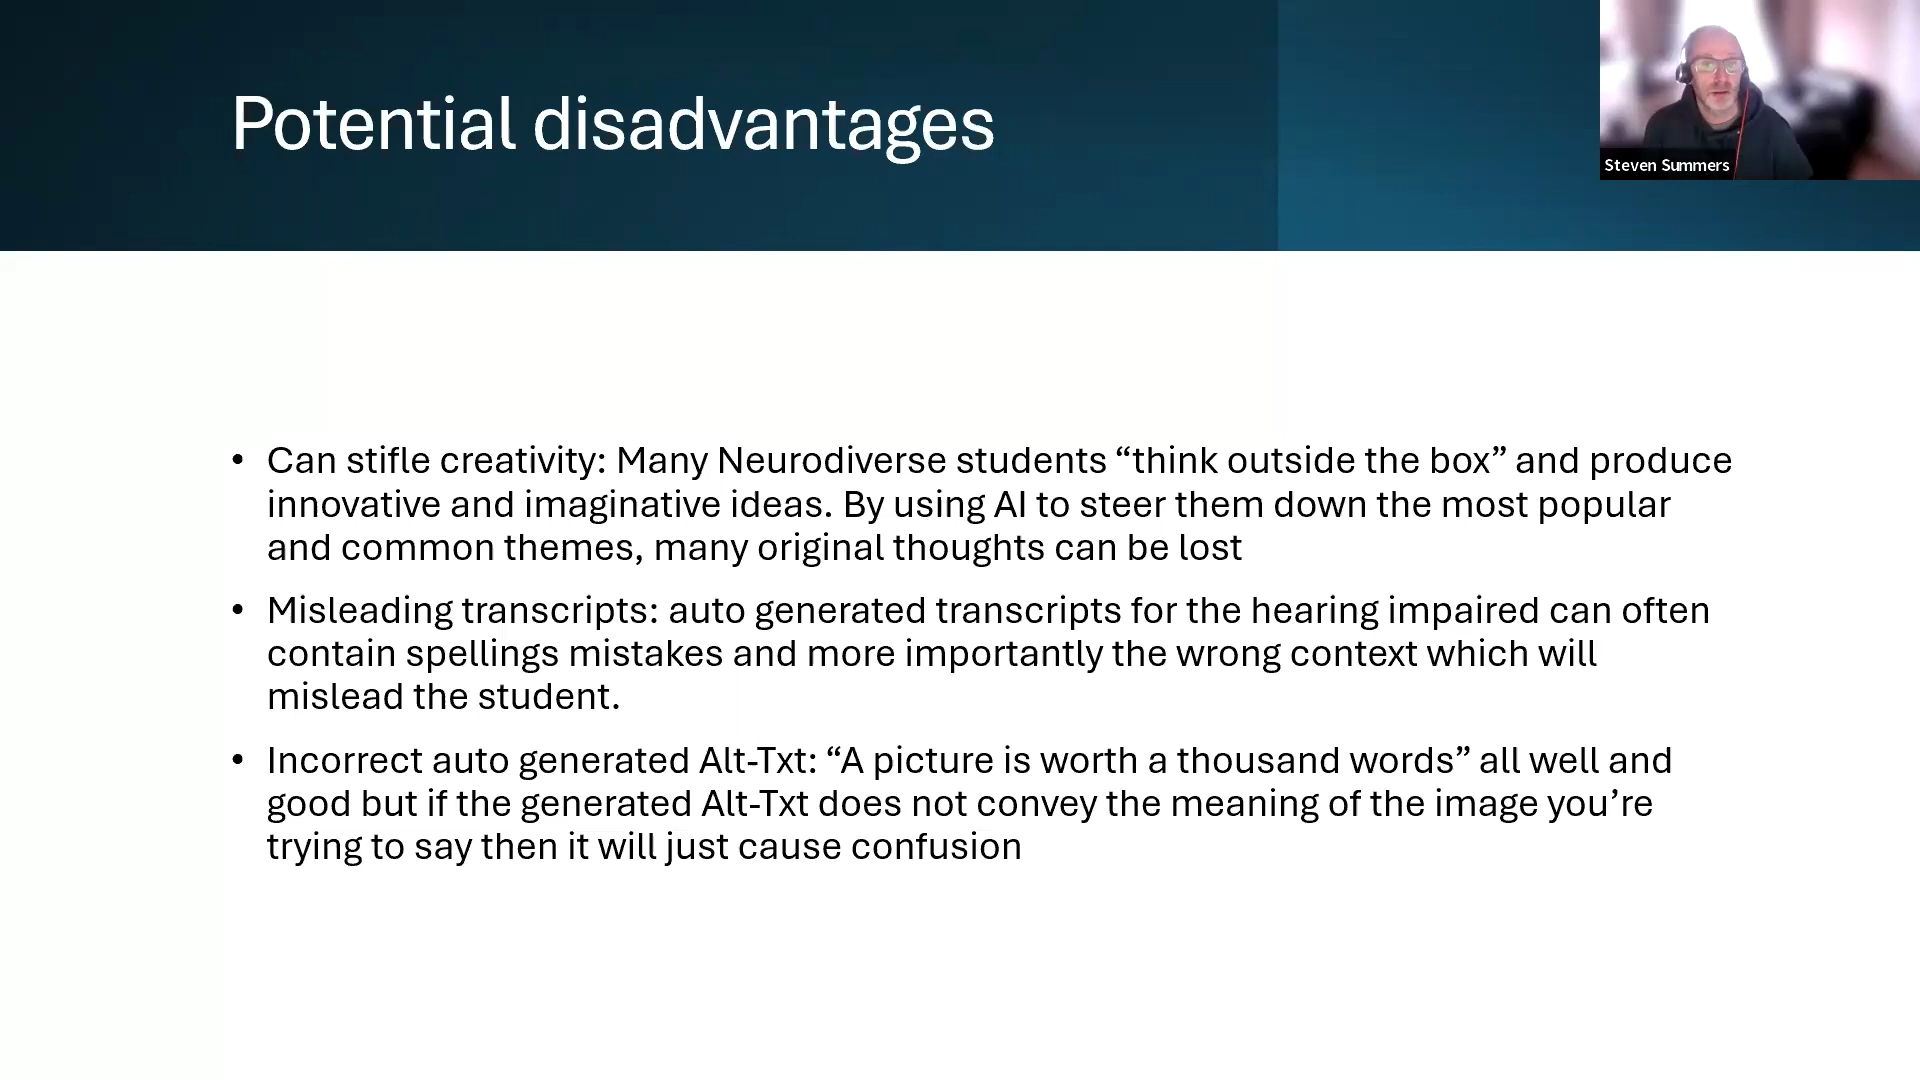 Potential disadvantages
Steven Summers
• Can stifle creativity: Many Neurodiverse students “think outside the box” and produce
innovative and imaginative ideas. By using AI to steer them down the most popular
and common themes, many original thoughts can be lost
• Misleading transcripts: auto generated transcripts for the hearing impaired can often
contain spellings mistakes and more importantly the wrong context which will
mislead the student.
• Incorrect auto generated Alt-Txt: “A picture is worth a thousand words” all well and
good but if the generated Alt-Txt does not convey the meaning of the image you’re
trying to say then it will just cause confusion